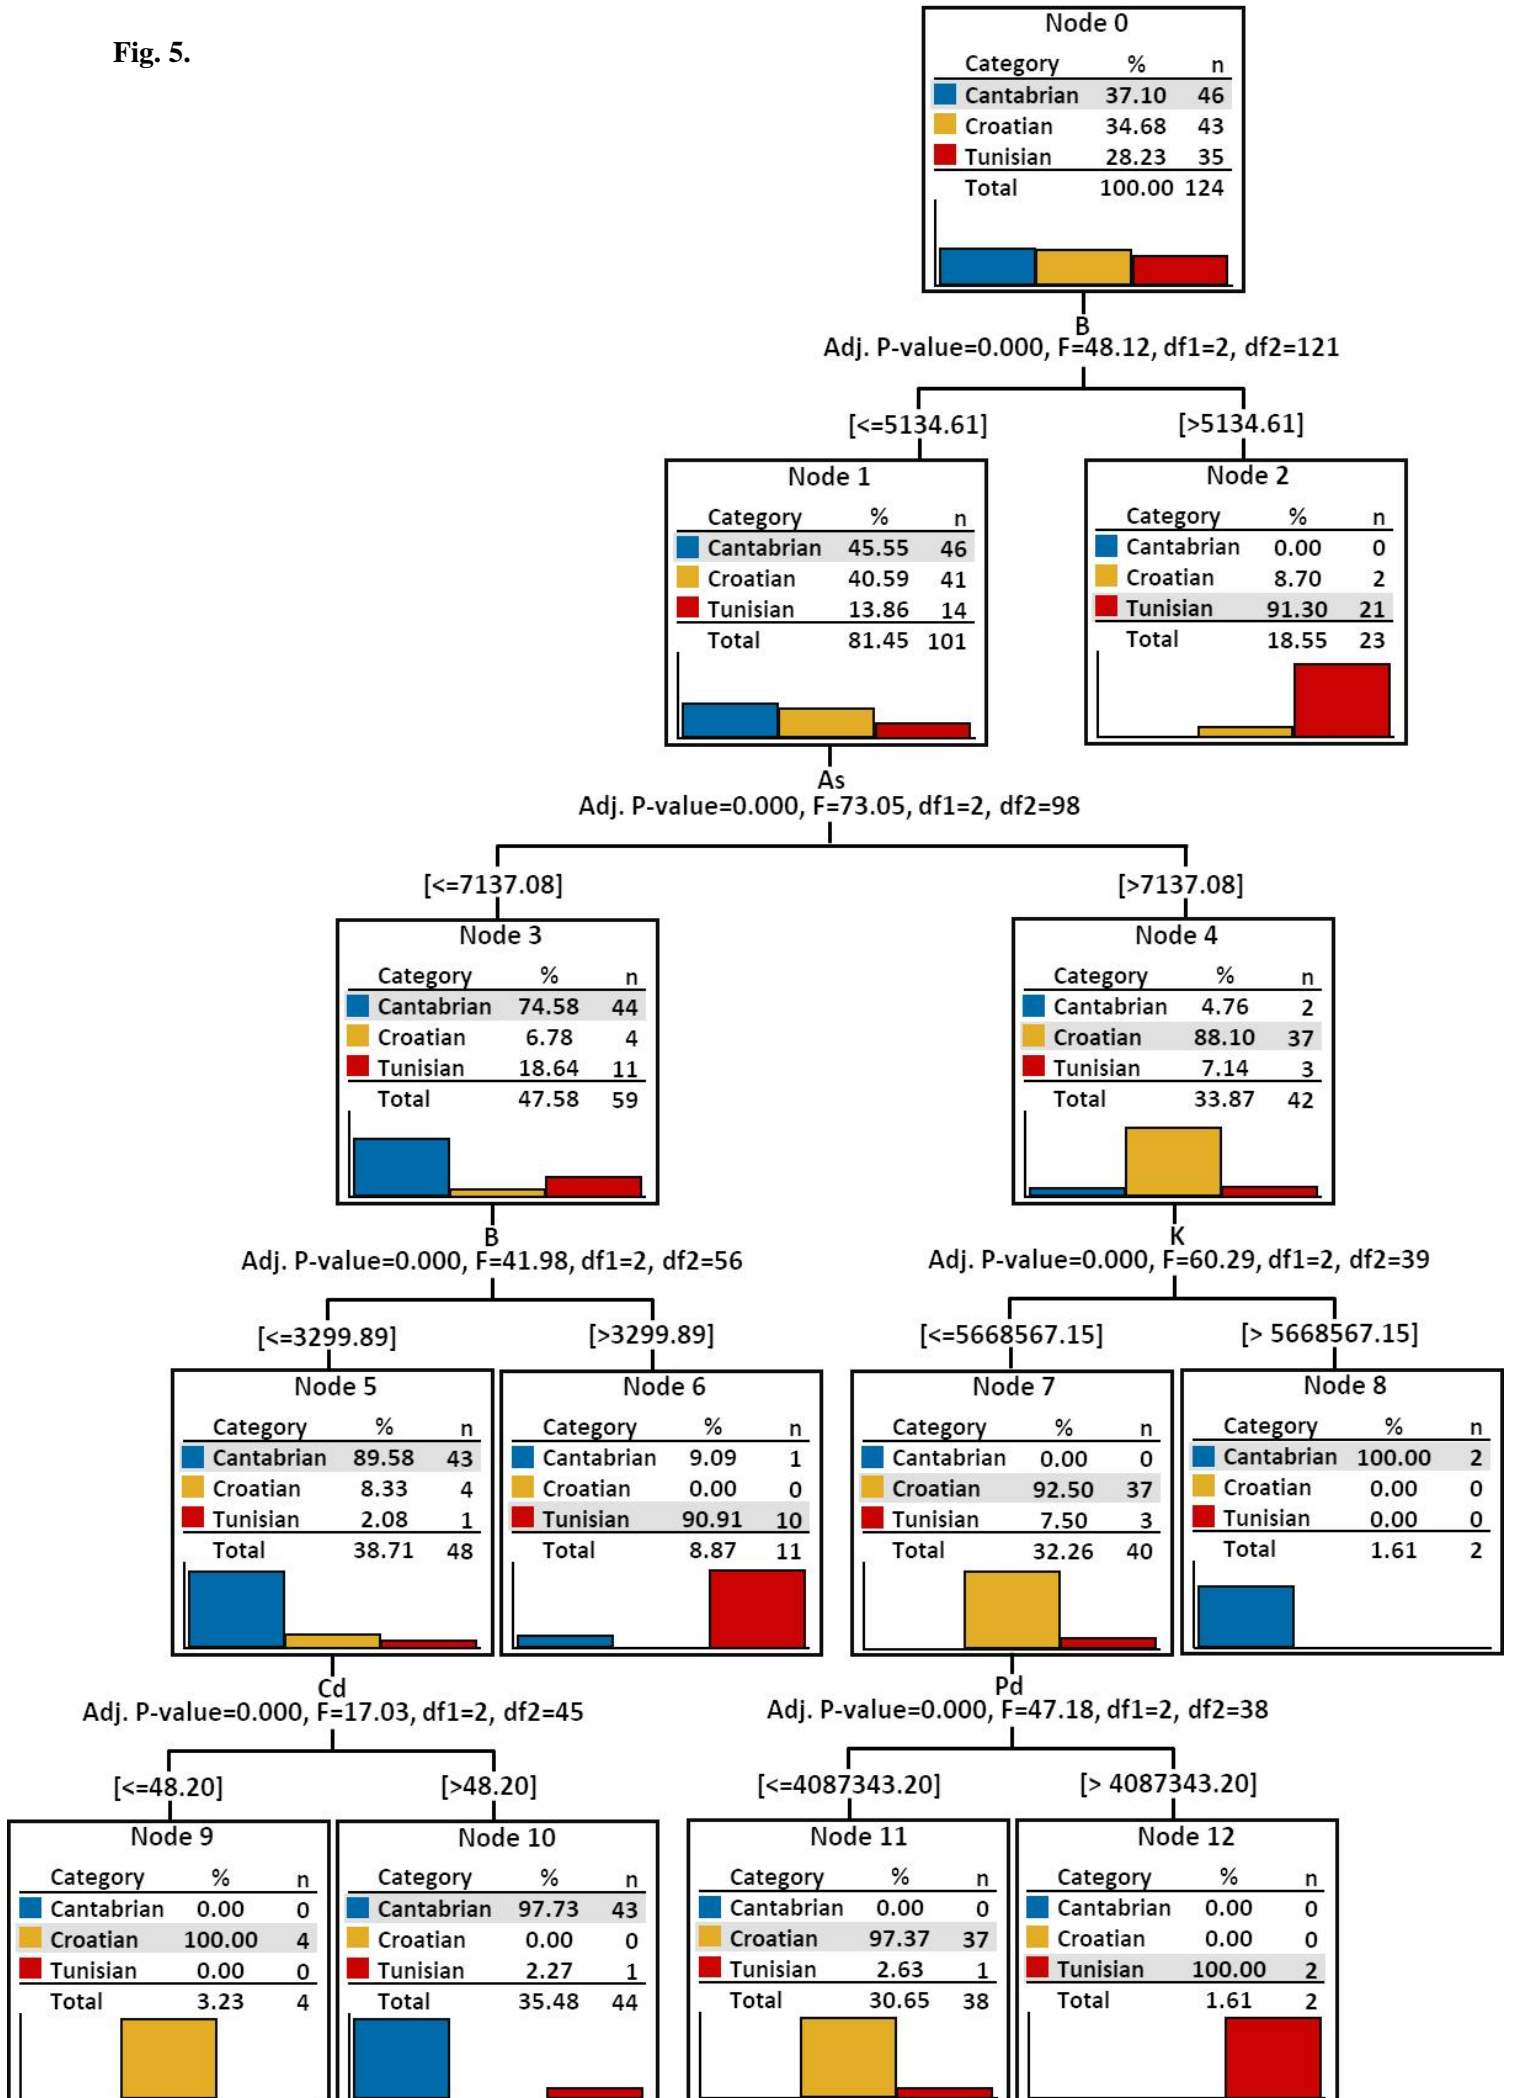 Fig. 5.
Node 0
Category % n
Cantabrian 37.10 46
Croatian 34.68 43
Tunisian 28.23 35
Total 100.00 124
B
Adj. P-value=0.000, F=48.12, df1=2, df2=121
[<=5134.61] [>5134.61]
Node 1
Category % n
Cantabrian 45.55 46
Croatian 40.59 41
Tunisian 13.86 14
Total 81.45 101
Node 2
Category % n
Cantabrian 0.00 0
Croatian 8.70 2
Tunisian 91.30 21
Total 18.55 23
As
Adj. P-value=0.000, F=73.05, df1=2, df2=98
[<=7137.08] [>7137.08]
Node 3
Category % n
Cantabrian 74.58 44
Croatian 6.78 4
Tunisian 18.64 11
Total 47.58 59
Node 4
Category % n
Cantabrian 4.76 2
Croatian 88.10 37
Tunisian 7.14 3
Total 33.87 42
B
Adj. P-value=0.000, F=41.98, df1=2, df2=56
[<=3299.89] [>3299.89]
K
Adj. P-value=0.000, F=60.29, df1=2, df2=39
[<=5668567.15] [> 5668567.15]
Node 5
Category % n
Cantabrian 89.58 43
Croatian 8.33 4
Tunisian 2.08 1
Total 38.71 48
Node 6
Category % n
Cantabrian 9.09 1
Croatian 0.00 0
Tunisian 90.91 10
Total 8.87 11
Node 7
Category % n
Cantabrian 0.00 0
Croatian 92.50 37
Tunisian 7.50 3
Total 32.26 40
Node 8
Category % n
Cantabrian 100.00 2
Croatian 0.00 0
Tunisian 0.00 0
Total 1.61 2
Cd
Adj. P-value=0.000, F=17.03, df1=2, df2=45
[<=48.20] [>48.20]
Pd
Adj. P-value=0.000, F=47.18, df1=2, df2=38
[<=4087343.20] [> 4087343.20]
Node 9
Category % n
Cantabrian 0.00 0
Croatian 100.00 4
Tunisian 0.00 0
Total 3.23 4
Node 10
Category % n
Cantabrian 97.73 43
Croatian 0.00 0
Tunisian 2.27 1
Total 35.48 44
Node 11
Category % n
Cantabrian 0.00 0
Croatian 97.37 37
Tunisian 2.63 1
Total 30.65 38
Node 12
Category % n
Cantabrian 0.00 0
Croatian 0.00 0
Tunisian 100.00 2
Total 1.61 2